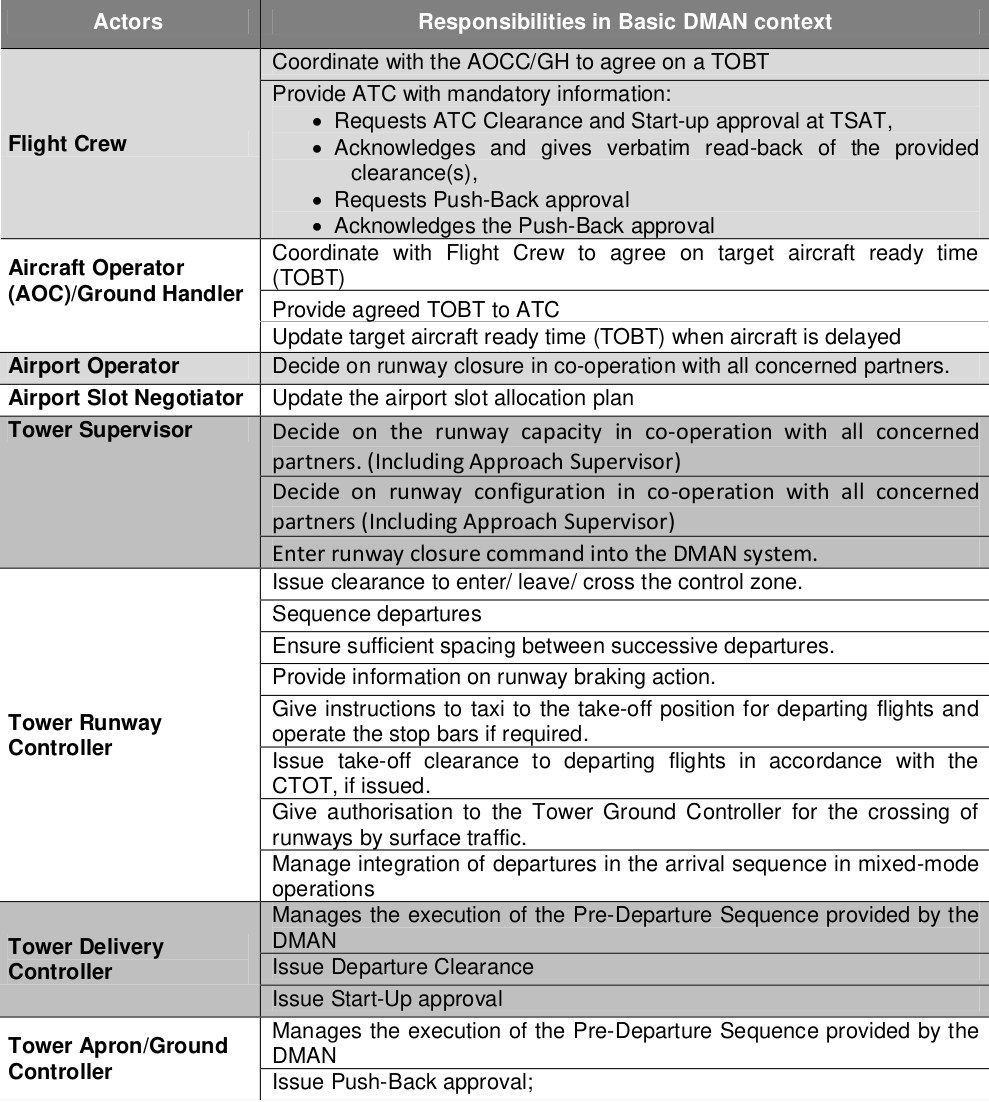 Actors
Responsibilities in Basic DMAN context
Flight Crew
Coordinate with the AOCC/GH to agree on a TOBT
Provide ATC with mandatory information:
• Requests ATC Clearance and Start-up approval at TSAT,
• Acknowledges and gives verbatim read-back of the provided
clearance(s),
• Requests Push-Back approval
• Acknowledges the Push-Back approval
Aircraft Operator
(AOC)/Ground Handler
Coordinate with Flight Crew to agree on target aircraft ready time
(TOBT)
Provide agreed TOBT to ATC
Update target aircraft ready time (TOBT) when aircraft is delayed
Airport Operator
Decide on runway closure in co-operation with all concerned partners.
Airport Slot Negotiator
Update the airport slot allocation plan
Tower Supervisor
Decide on the runway capacity in co-operation with all concerned
partners. (Including Approach Supervisor)
Decide on runway configuration in co-operation with all concerned
partners (Including Approach Supervisor)
Enter runway closure command into the DMAN system.
Tower Runway
Controller
Issue clearance to enter/ leave/ cross the control zone.
Sequence departures
Ensure sufficient spacing between successive departures.
Provide information on runway braking action.
Give instructions to taxi to the take-off position for departing flights and
operate the stop bars if required.
Issue take-off clearance to departing flights in accordance with the
CTOT, if issued.
Give authorisation to the Tower Ground Controller for the crossing of
runways by surface traffic.
Manage integration of departures in the arrival sequence in mixed-mode
operations
Tower Delivery
Controller
Manages the execution of the Pre-Departure Sequence provided by the
DMAN
Issue Departure Clearance
Issue Start-Up approval
Tower Apron/Ground
Controller
Manages the execution of the Pre-Departure Sequence provided by the
DMAN
Issue Push-Back approval;